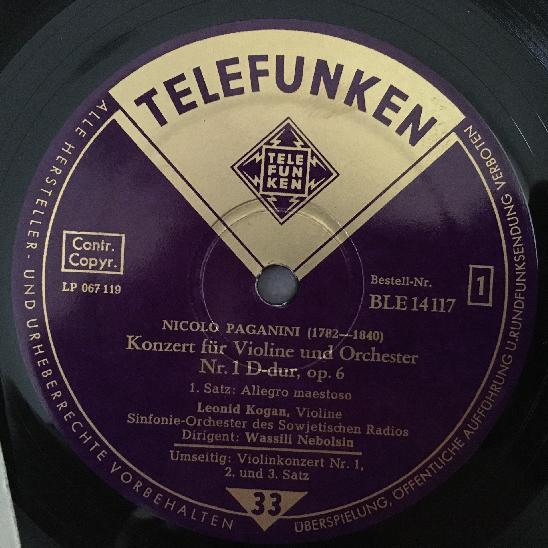 TELEFUNKEN
TELE
FUN
KEN
ALLE HERSTELLER- UND URHEBERRECHTE VORBEHALTEN
ÜBERSPIELUNG, ÖFFENTLICHE AUFFÜHRUNG U. RUNDFUNKSENDUNG VERBOTEN
Contr.
Copyr.
LP 067 119
Bestell-Nr.
BLE 14117
1
NICOLÒ PAGANINI (1782—1840)
Konzert für Violine und Orchester
Nr. 1 D-dur, op. 6
1. Satz: Allegro maestoso
Leonid Kogan, Violine
Sinfonie-Orchester des Sowjetischen Radios
Dirigent: Wassili Nebolsin
Umseitig: Violinkonzert Nr. 1,
2. und 3. Satz
33